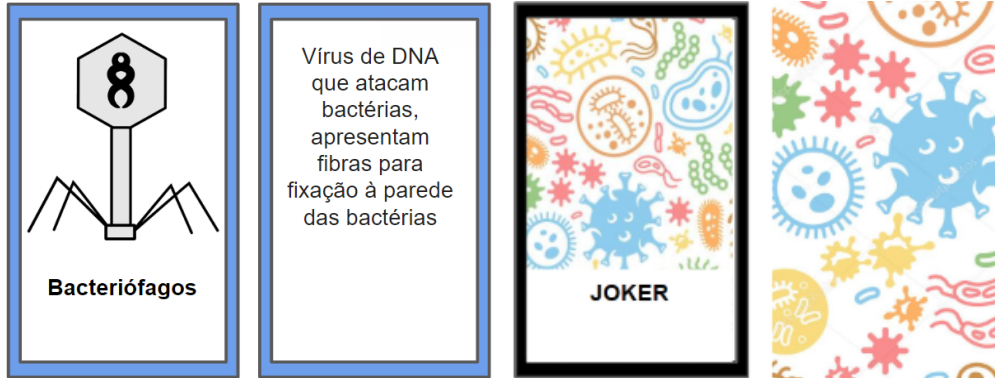 Bacteriófagos
Vírus de DNA
que atacam
bactérias,
apresentam
fibras para
fixação à parede
das bactérias
JOKER